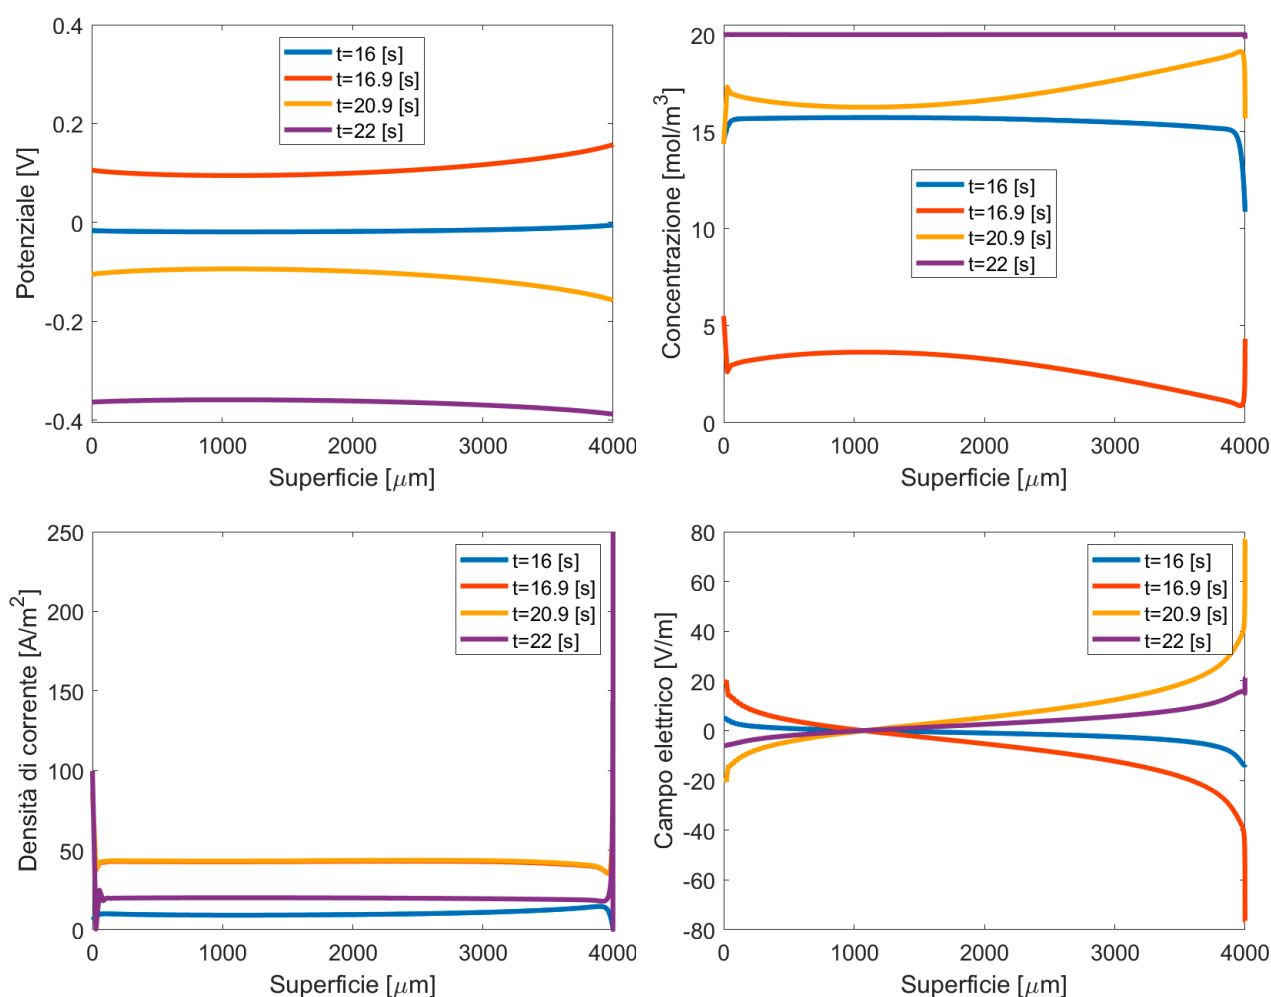 0.4
0.2
0
-0.2
-0.4
Potenziale [V]
t=16 [s]
t=16.9 [s]
t=20.9 [s]
t=22 [s]
0 1000 2000 3000 4000
Superficie [μm]
20
15
10
5
0
Concentrazione [mol/m³]
t=16 [s]
t=16.9 [s]
t=20.9 [s]
t=22 [s]
0 1000 2000 3000 4000
Superficie [μm]
250
200
150
100
50
0
Densità di corrente [A/m²]
t=16 [s]
t=16.9 [s]
t=20.9 [s]
t=22 [s]
0 1000 2000 3000 4000
Superficie [μm]
80
60
40
20
0
-20
-40
-60
-80
Campo elettrico [V/m]
t=16 [s]
t=16.9 [s]
t=20.9 [s]
t=22 [s]
0 1000 2000 3000 4000
Superficie [μm]